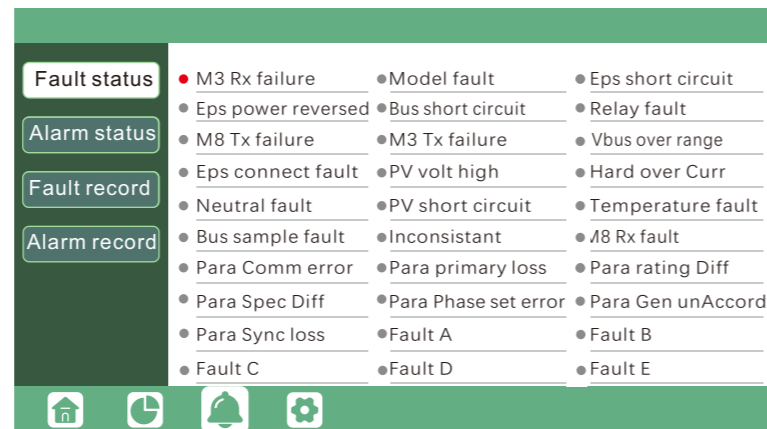 Fault status
Alarm status
Fault record
Alarm record
M3 Rx failure Model fault Eps short circuit
Eps power reversed Bus short circuit Relay fault
M8 Tx failure M3 Tx failure Vbus over range
Eps connect fault PV volt high Hard over Curr
Neutral fault PV short circuit Temperature fault
Bus sample fault Inconsistant M8 Rx fault
Para Comm error Para primary loss Para rating Diff
Para Spec Diff Para Phase set error Para Gen unAccord
Para Sync loss Fault A Fault B
Fault C Fault D Fault E